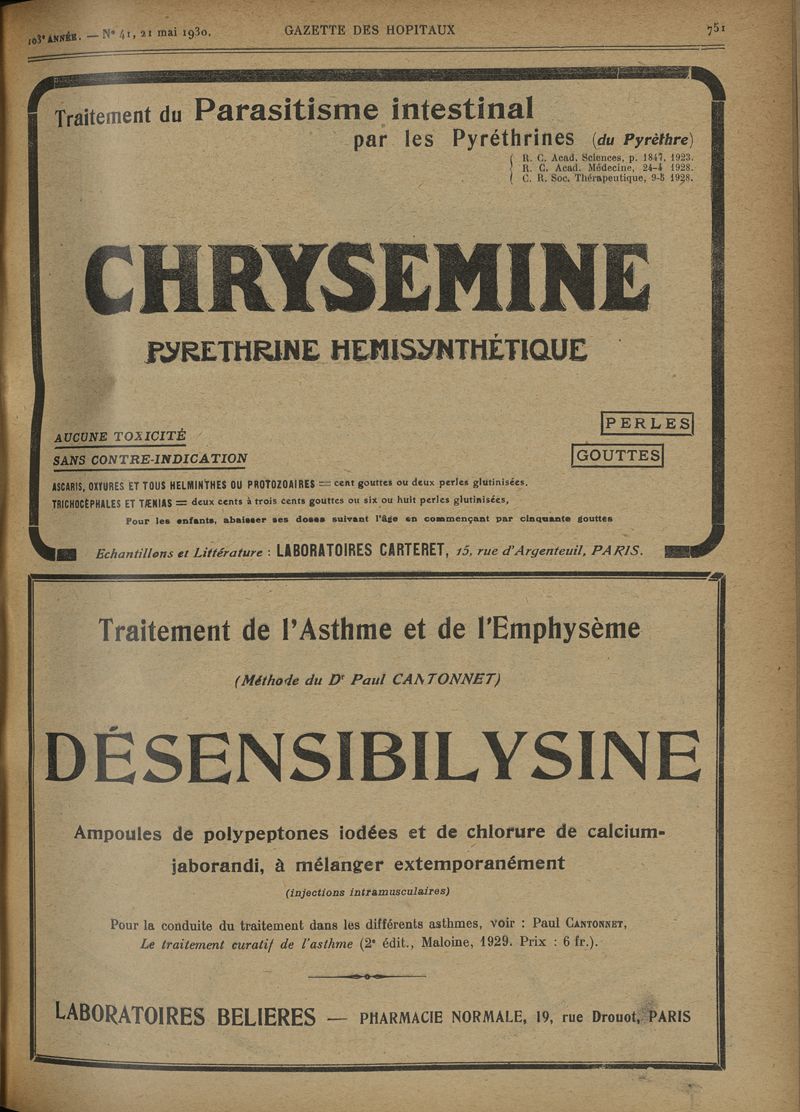 103e ANNÉE. — No 41, 21 mai 1930.
GAZETTE DES HOPITAUX
751
Traitement du Parasitisme intestinal
par les Pyréthrines (du Pyrèthre)
R. C. Acad. Sciences, p. 1847, 1923.
R. C. Acad. Médecine, 24-4 1928.
C. R. Soc. Thérapeutique, 9-5 1928.
CHRYSEMINE
PYRETHRINE HEMISYNTHÉTIQUE
PERLES
AUCUNE TOXICITÉ
GOUTTES
SANS CONTRE-INDICATION
ASCARIS, OXYURES ET TOUS HELMINTHES OU PROTOZOAIRES = cent gouttes ou deux perles glutinisées.
TRICHOCÉPHALES ET TÆNIAS = deux cents à trois cents gouttes ou six ou huit perles glutinisées,
Pour les enfants, abaisser ses doses suivant l'âge en commençant par cinquante gouttes
Echantillons et Littérature : LABORATOIRES CARTERET, 15, rue d'Argenteuil, PARIS.
Traitement de l'Asthme et de l'Emphysème
(Méthode du Dr Paul CANTONNET)
DÉSENSIBILYSINE
Ampoules de polypeptones iodées et de chlorure de calcium-
jaborandi, à mélanger extemporanément
(injections intramusculaires)
Pour la conduite du traitement dans les différents asthmes, voir : Paul CANTONNET,
Le traitement curatif de l'asthme (2e édit., Maloine, 1929. Prix : 6 fr.).
LABORATOIRES BELIERES — PHARMACIE NORMALE, 19, rue Drouot, PARIS